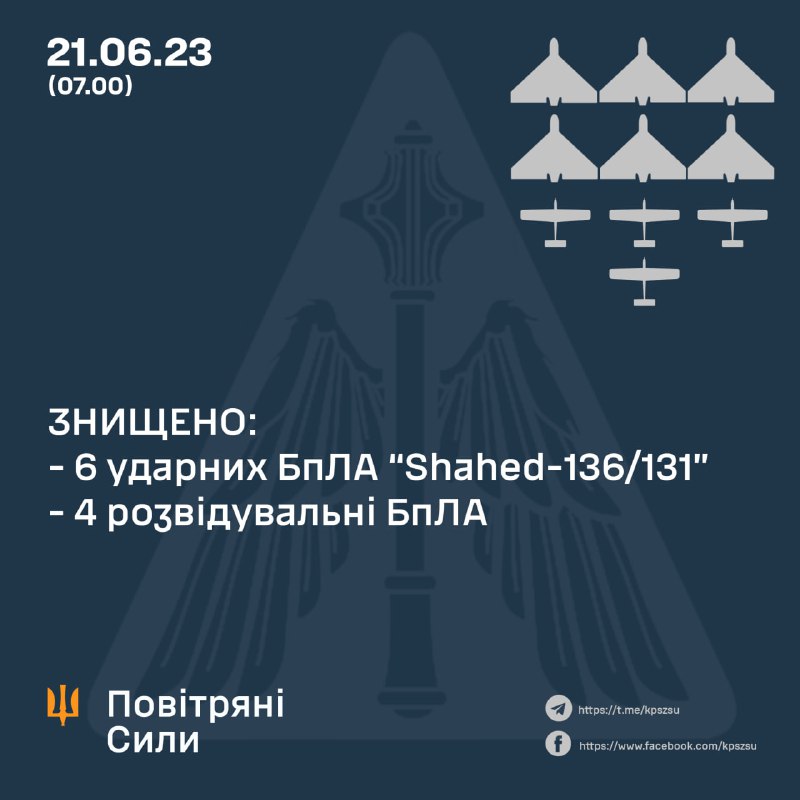 21.06.23
(07.00)
ЗНИЩЕНО:
- 6 ударних БпЛА “Shahed-136/131”
- 4 розвідувальні БпЛА
Повітряні
Сили
https://t.me/kpszsu
https://www.facebook.com/kpszsu